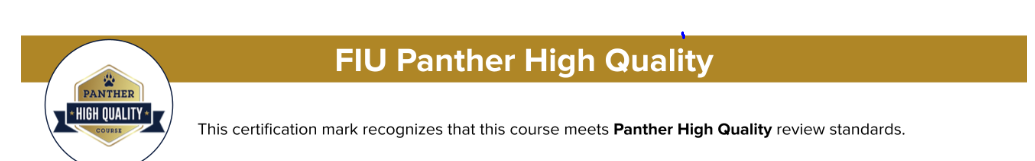 FIU Panther High Quality
PANTHER
HIGH QUALITY
COURSE
This certification mark recognizes that this course meets Panther High Quality review standards.